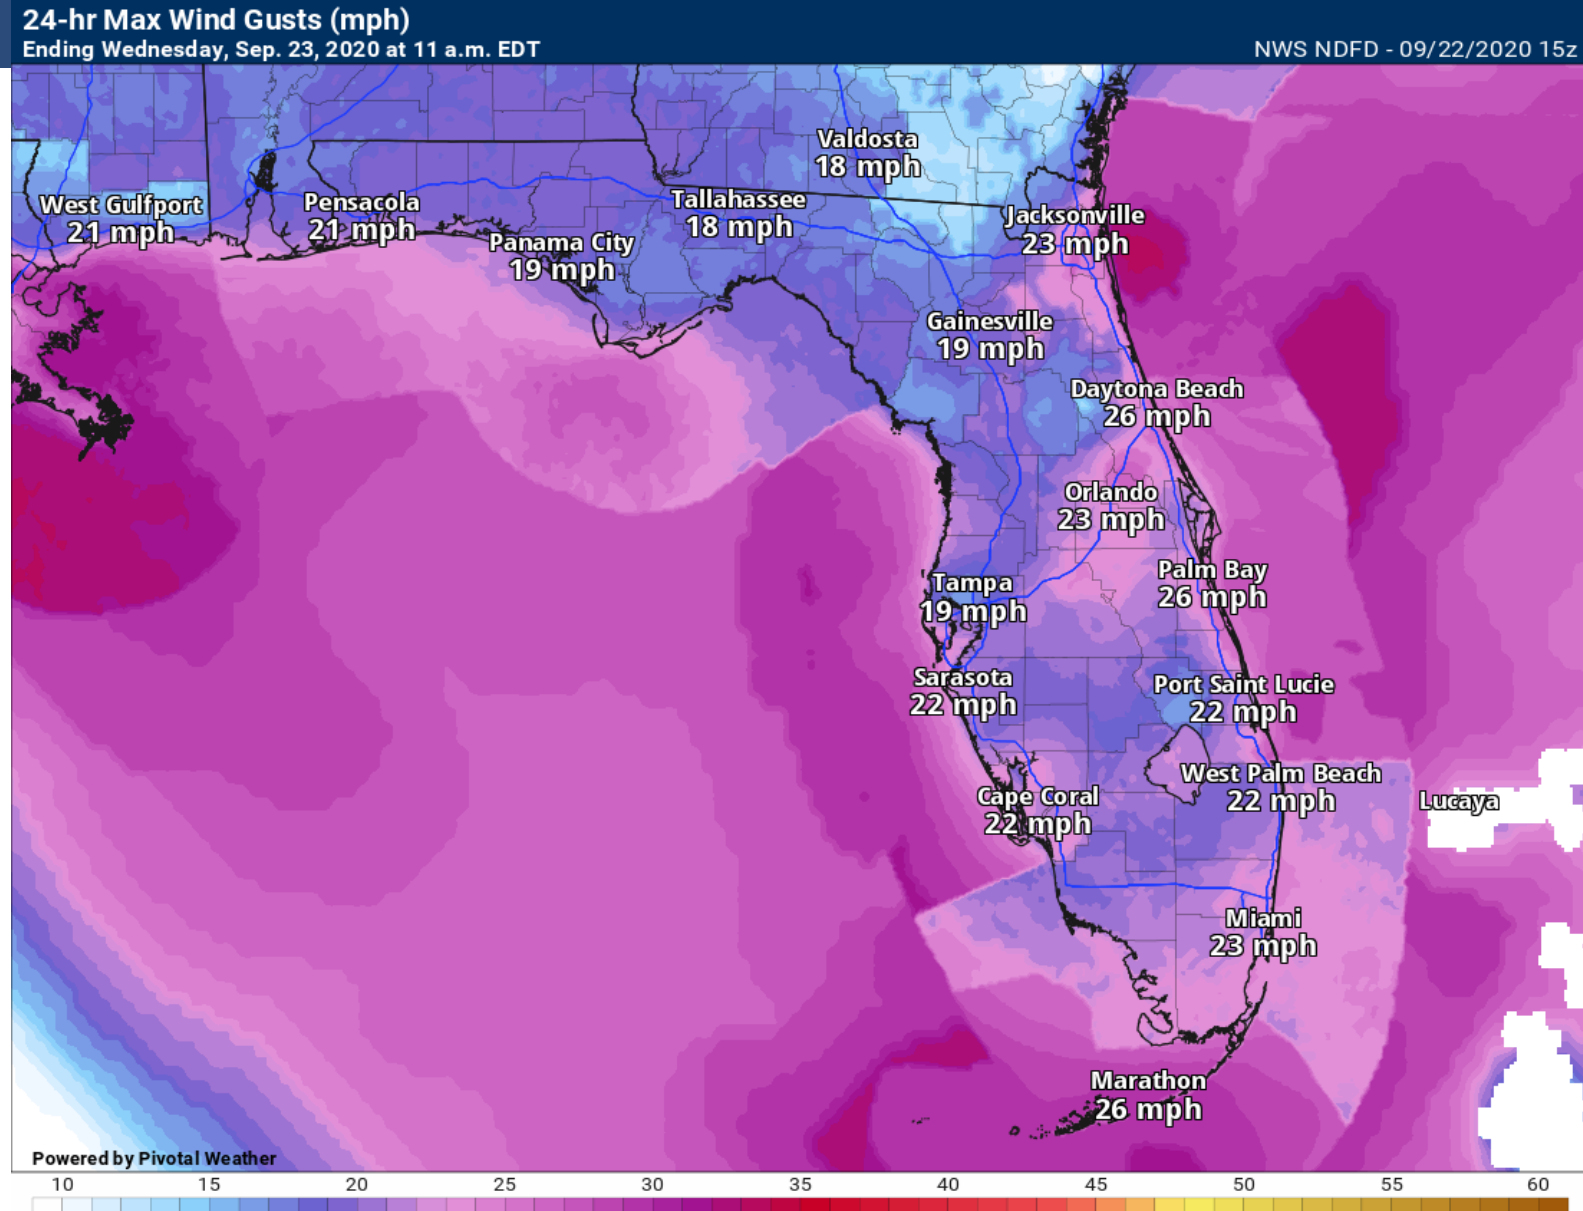 24-hr Max Wind Gusts (mph)
Ending Wednesday, Sep. 23, 2020 at 11 a.m. EDT
NWS NDFD - 09/22/2020 15z
Valdosta
18 mph
West Gulfport
21 mph
Pensacola
21 mph
Tallahassee
18 mph
Jacksonville
23 mph
Panama City
19 mph
Gainesville
19 mph
Daytona Beach
26 mph
Orlando
23 mph
Tampa
19 mph
Palm Bay
26 mph
Sarasota
22 mph
Port Saint Lucie
22 mph
West Palm Beach
22 mph
Lucaya
Cape Coral
22 mph
Miami
23 mph
Marathon
26 mph
Powered by Pivotal Weather
10 15 20 25 30 35 40 45 50 55 60